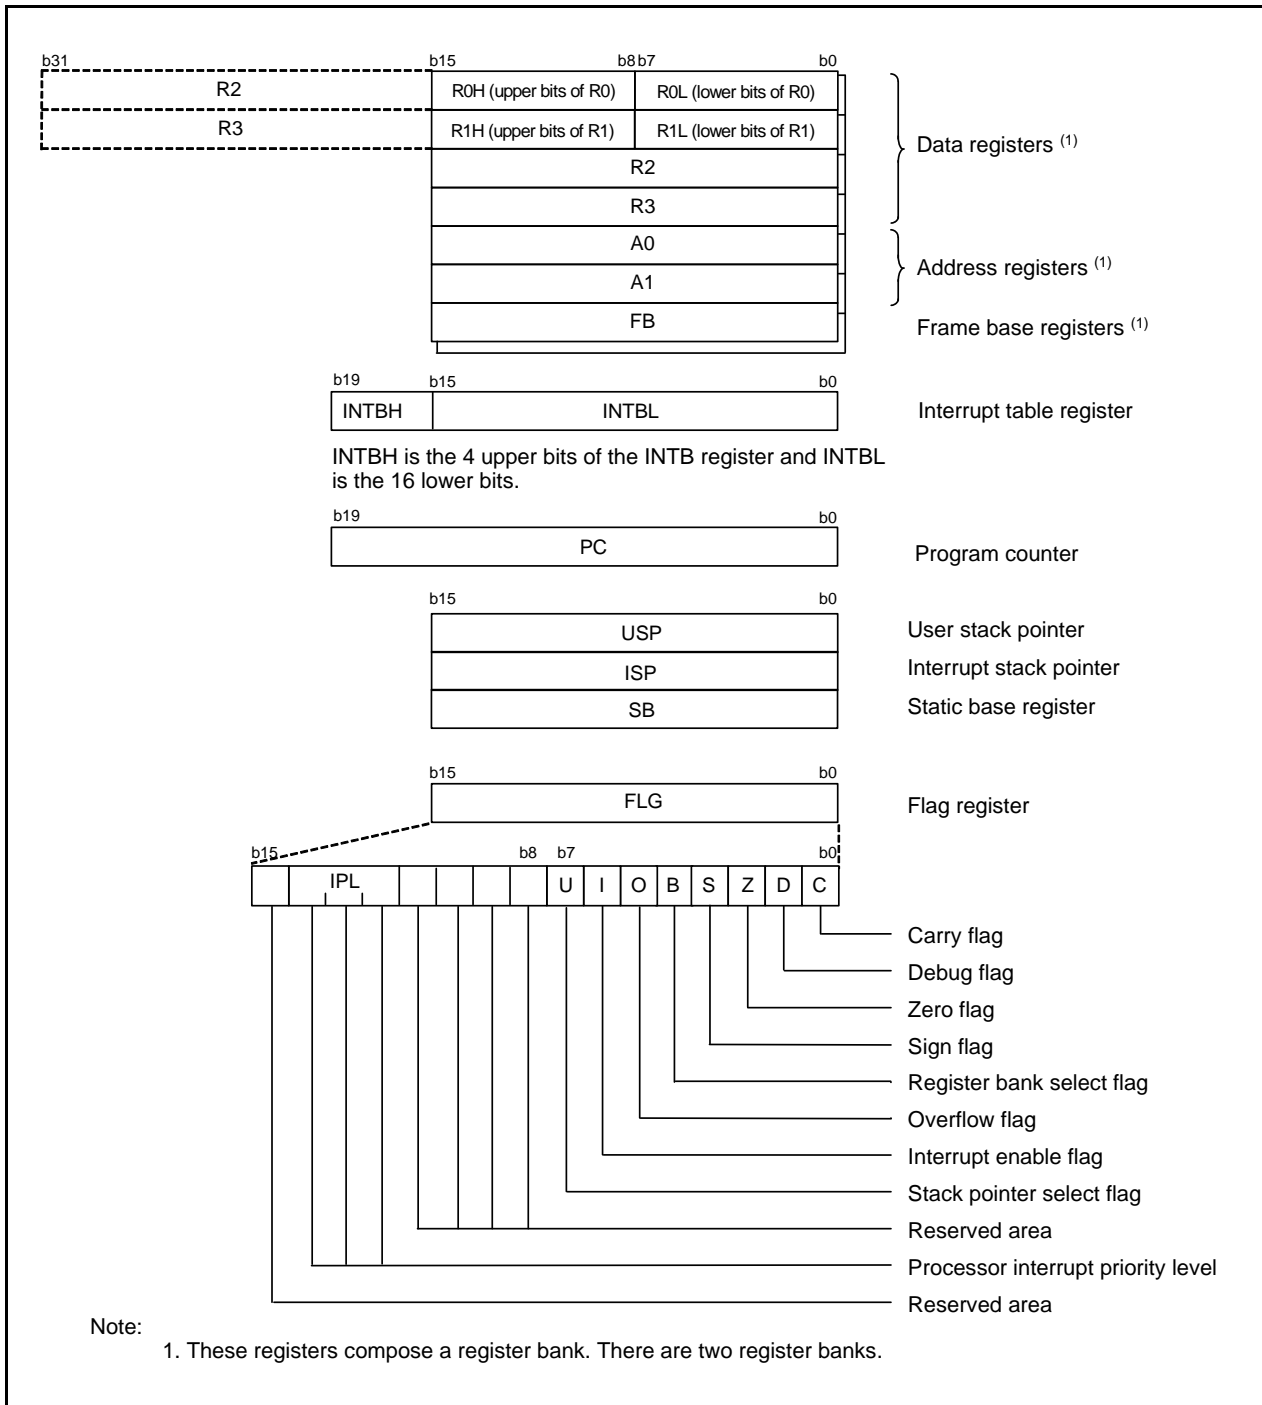 b31 b15 b8 b7 b0
R2 R0H (upper bits of R0) R0L (lower bits of R0)
R3 R1H (upper bits of R1) R1L (lower bits of R1)
Data registers (1)
R2
R3
A0
Address registers (1)
A1
FB
Frame base registers (1)
b19 b15 b0
INTBH INTBL Interrupt table register
INTBH is the 4 upper bits of the INTB register and INTBL
is the 16 lower bits.
b19 b0
PC Program counter
b15 b0
USP User stack pointer
ISP Interrupt stack pointer
SB Static base register
b15 b0
FLG Flag register
b15 b8 b7 b0
IPL U I O B S Z D C
Carry flag
Debug flag
Zero flag
Sign flag
Register bank select flag
Overflow flag
Interrupt enable flag
Stack pointer select flag
Reserved area
Processor interrupt priority level
Reserved area
Note:
1. These registers compose a register bank. There are two register banks.